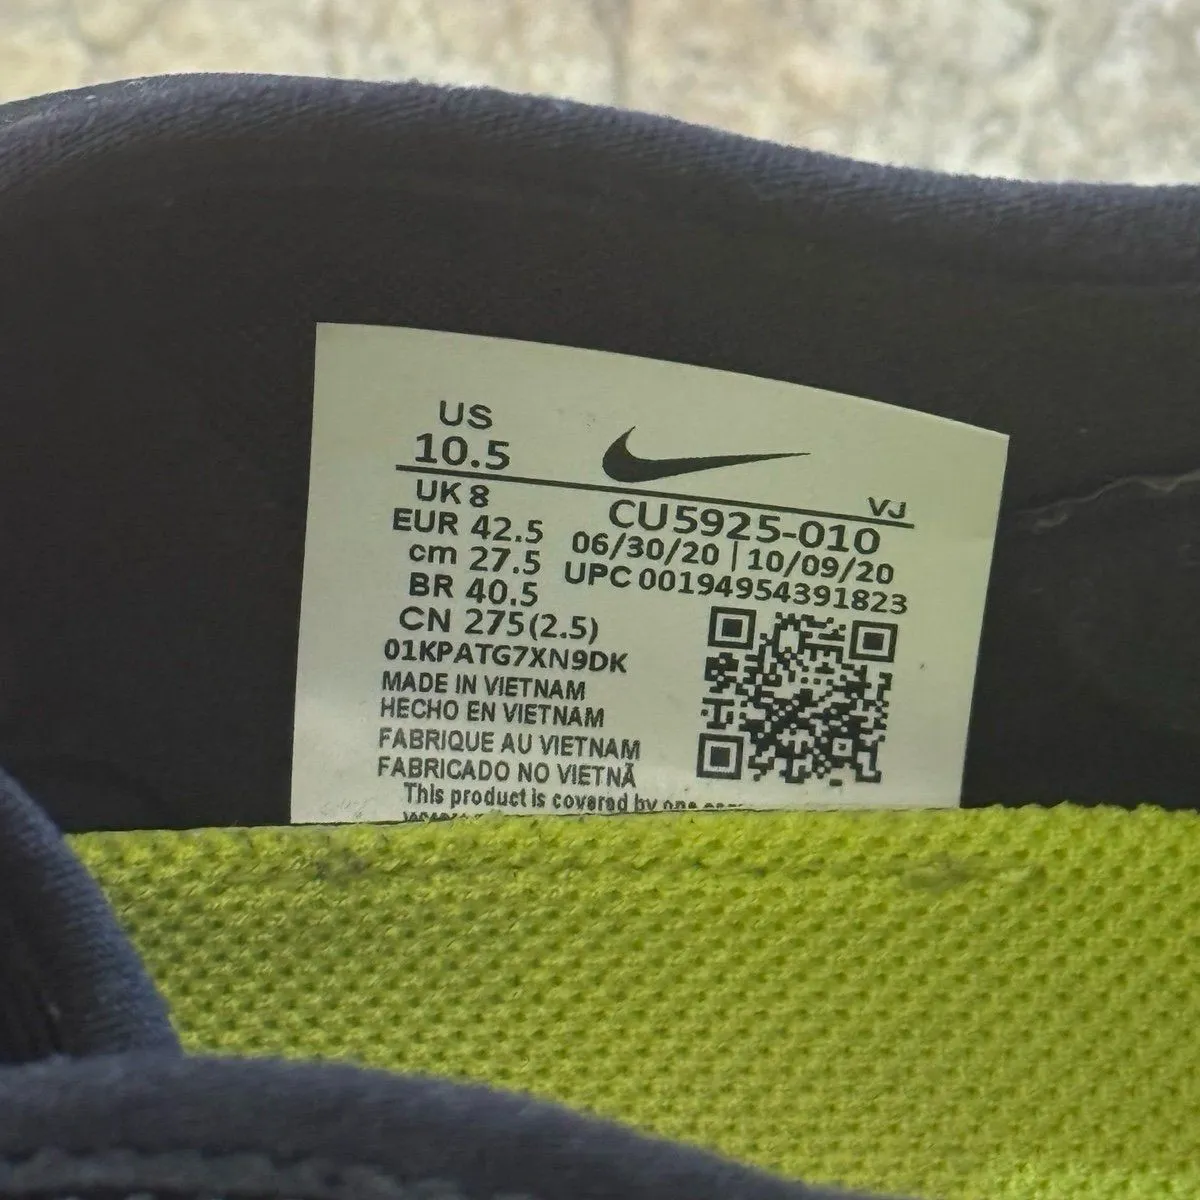 US
10.5
UK 8
EUR 42.5
cm 27.5
BR 40.5
CN 275(2.5)
01KPATG7XN9DK
MADE IN VIETNAM
HECHO EN VIETNAM
FABRIQUE AU VIETNAM
FABRICADO NO VIETNÃ
This product is covered by one
VJ
CU5925-010
06/30/20 | 10/09/20
UPC 00194954391823